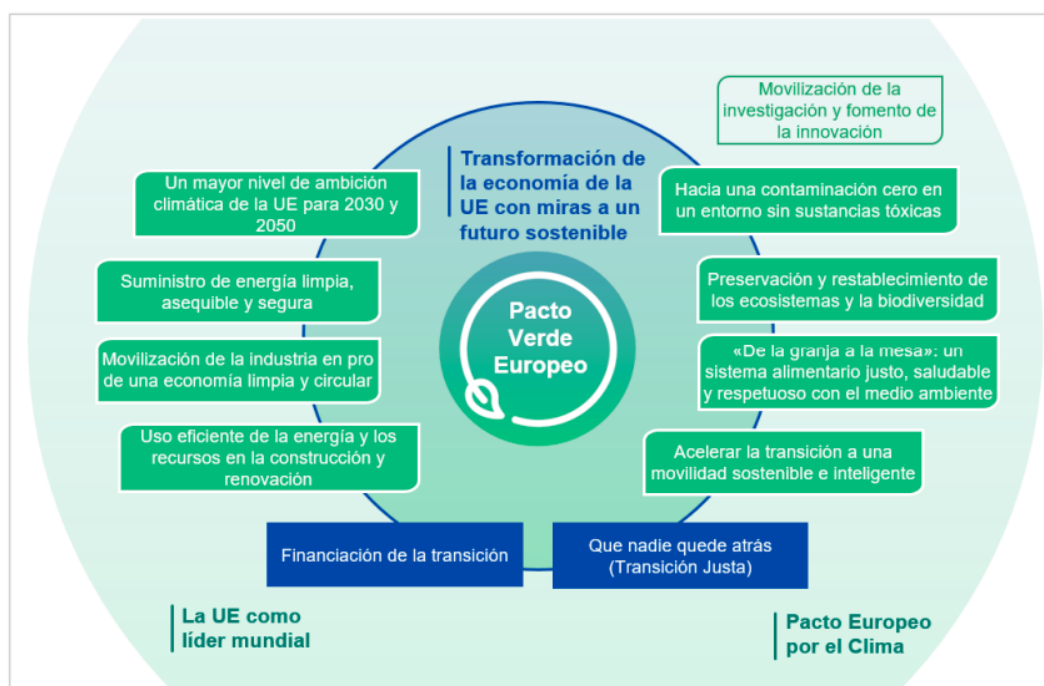 Movilización de la
investigación y fomento de
la innovación
Transformación de
la economía de la
UE con miras a un
futuro sostenible
Un mayor nivel de ambición
climática de la UE para 2030 y
2050
Hacia una contaminación cero en
un entorno sin sustancias tóxicas
Suministro de energía limpia,
asequible y segura
Preservación y restablecimiento de
los ecosistemas y la biodiversidad
Pacto
Verde
Europeo
Movilización de la industria en pro
de una economía limpia y circular
«De la granja a la mesa»: un
sistema alimentario justo, saludable
y respetuoso con el medio ambiente
Uso eficiente de la energía y los
recursos en la construcción y
renovación
Acelerar la transición a una
movilidad sostenible e inteligente
Financiación de la transición
Que nadie quede atrás
(Transición Justa)
La UE como
líder mundial
Pacto Europeo
por el Clima